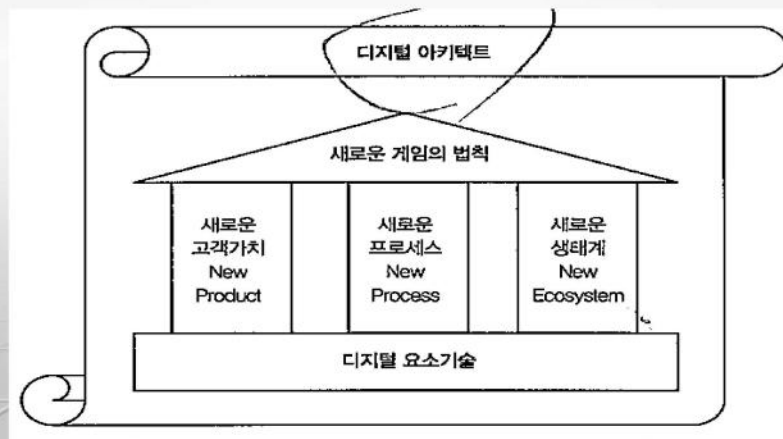 디지털 아키텍트
새로운 게임의 법칙
새로운
고객가치
New
Product
새로운
프로세스
New
Process
새로운
생태계
New
Ecosystem
디지털 요소기술